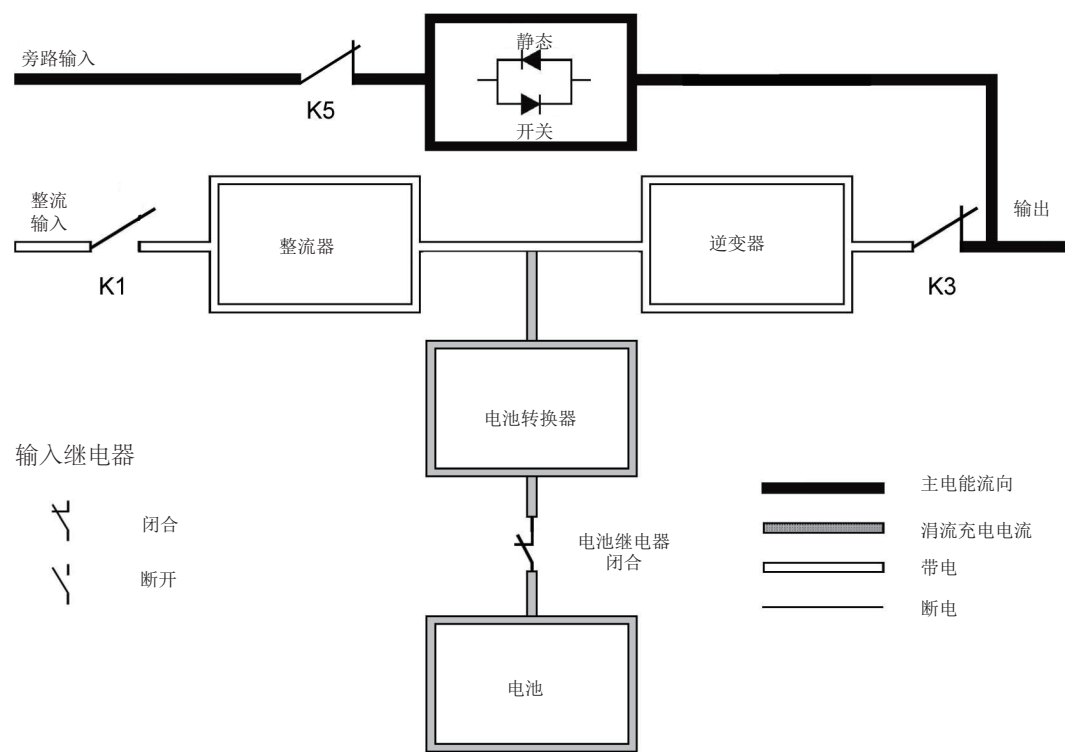 静态
旁路输入
K5
开关
整流
输入
K1
整流器
逆变器
K3
输出
电池转换器
输入继电器
闭合
断开
电池继电器
闭合
主电能流向
涓流充电电流
带电
断电
电池